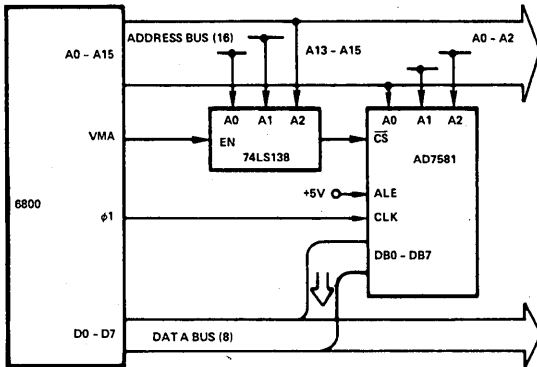 ADDRESS BUS (16)
A0 – A15
A13 – A15
A0 – A2
A0 A1 A2
A0 A1 A2
VMA
EN
C̅S̅
74LS138
AD7581
+5V
ALE
6800
ϕ1
CLK
DB0 – DB7
D0 – D7
DATA BUS (8)